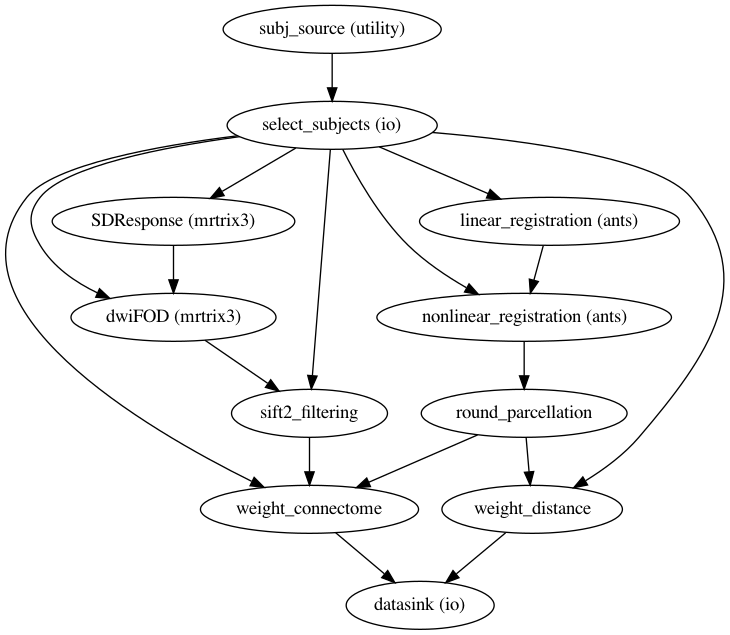 subj_source (utility)
select_subjects (io)
SDResponse (mrtrix3)
linear_registration (ants)
dwiFOD (mrtrix3)
nonlinear_registration (ants)
sift2_filtering
round_parcellation
weight_connectome
weight_distance
datasink (io)